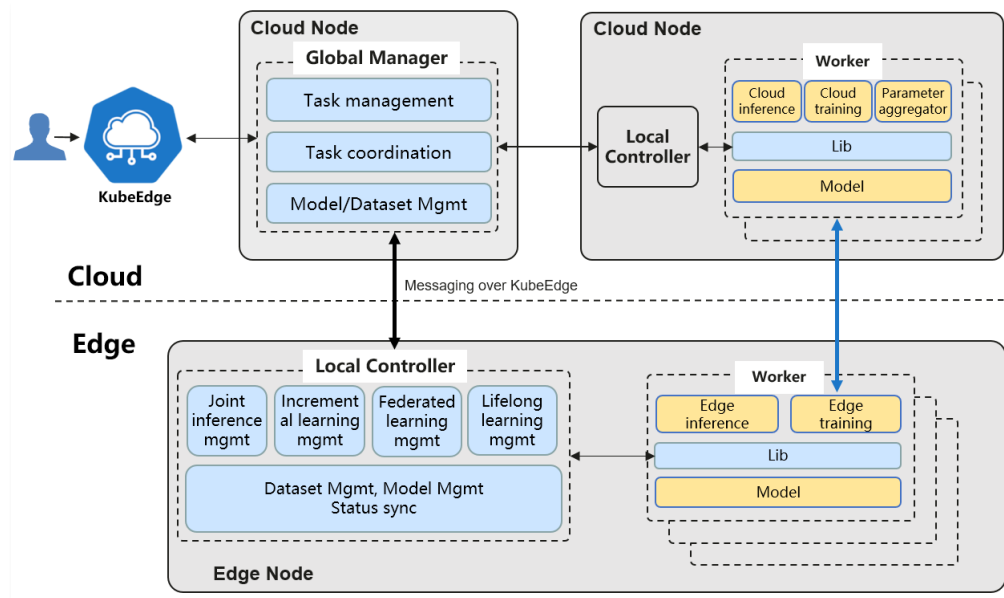 Cloud Node
Global Manager
Task management
Task coordination
Model/Dataset Mgmt
KubeEdge
Cloud Node
Worker
Cloud
inference
Cloud
training
Parameter
aggregator
Local
Controller
Lib
Model
Cloud
Messaging over KubeEdge
Edge
Local Controller
Joint
inference
mgmt
Increment
al learning
mgmt
Federated
learning
mgmt
Lifelong
learning
mgmt
Dataset Mgmt, Model Mgmt
Status sync
Worker
Edge
inference
Edge
training
Lib
Model
Edge Node